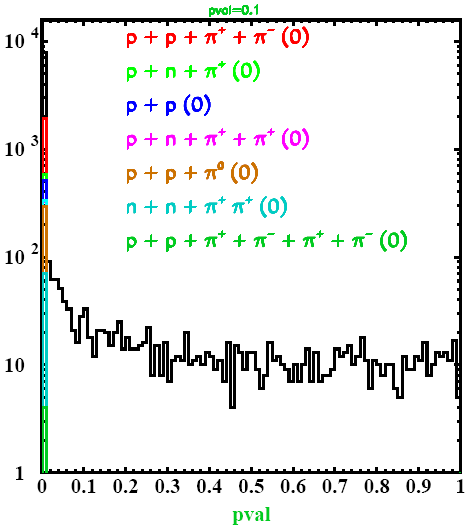 pval=0.1
10⁴
p + p + π⁺ + π⁻ (0)
p + n + π⁺ (0)
p + p (0)
10³
p + n + π⁺ + π⁺ (0)
p + p + π⁰ (0)
n + n + π⁺ π⁺ (0)
p + p + π⁺ + π⁻ + π⁺ + π⁻ (0)
10²
10
1
0 0.1 0.2 0.3 0.4 0.5 0.6 0.7 0.8 0.9 1
pval